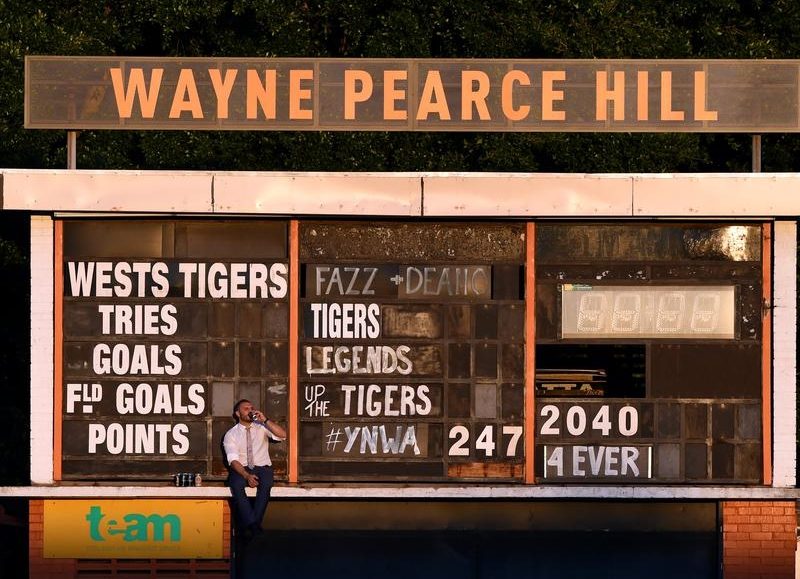 WAYNE PEARCE HILL
WESTS TIGERS
TRIES
GOALS
FLD GOALS
POINTS
FAZZ + DEANO
TIGERS
LEGENDS
UP THE TIGERS
#YNWA 247
2040
4 EVER
team